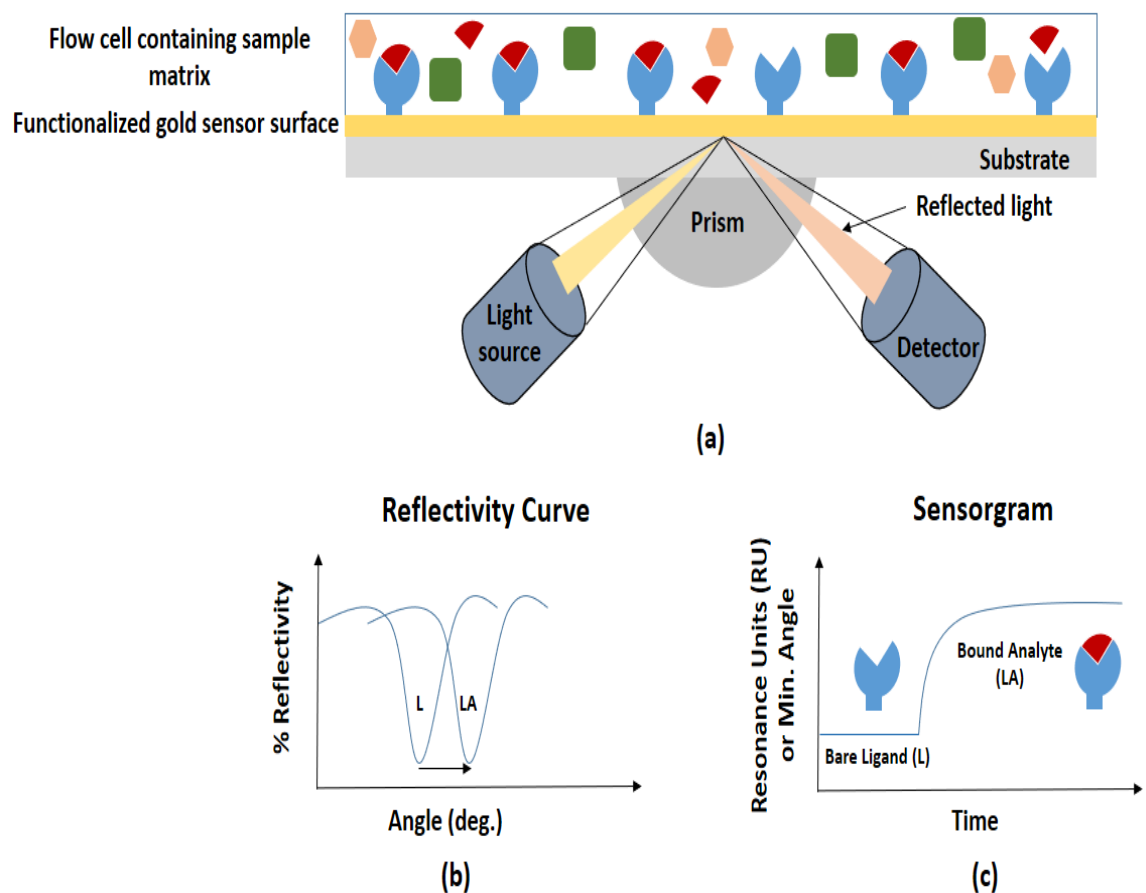 Flow cell containing sample
matrix
Functionalized gold sensor surface
Substrate
Prism
Reflected light
Light
source
Detector
(a)
Reflectivity Curve
% Reflectivity
L
LA
Angle (deg.)
(b)
Sensorgram
Resonance Units (RU)
or Min. Angle
Bound Analyte
(LA)
Bare Ligand (L)
Time
(c)